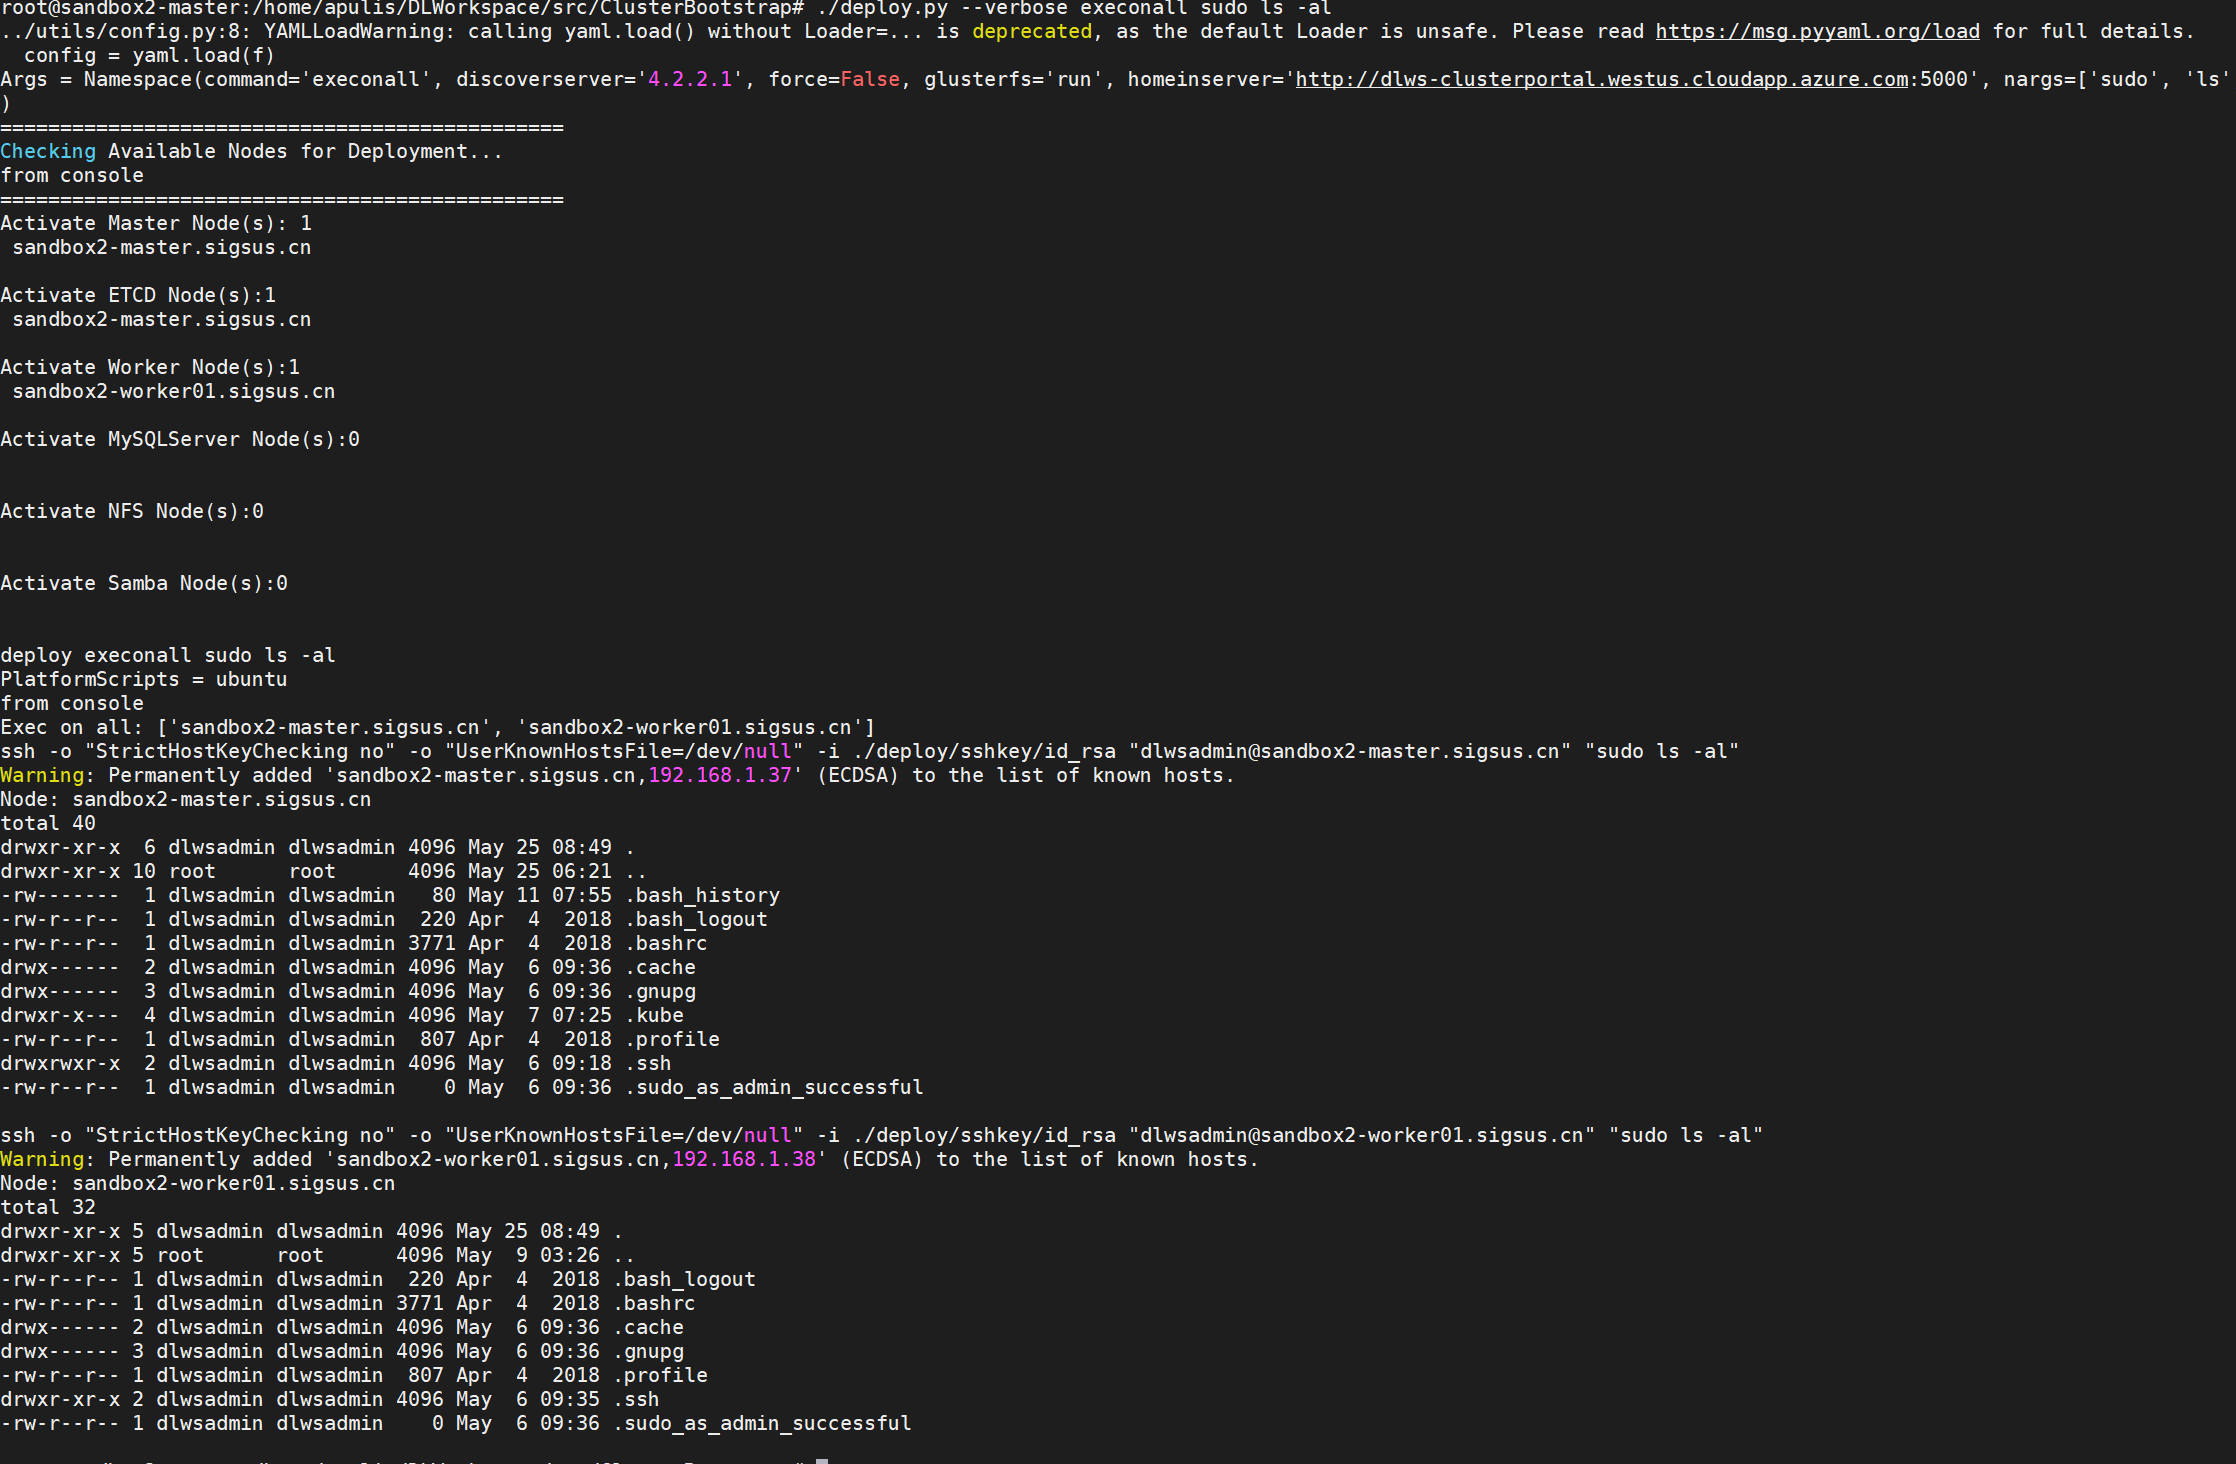 root@sandbox2-master:/home/apulis/DLWorkspace/src/ClusterBootstrap# ./deploy.py --verbose execonall sudo ls -al
../utils/config.py:8: YAMLLoadWarning: calling yaml.load() without Loader=... is deprecated, as the default Loader is unsafe. Please read https://msg.pyyaml.org/load for full details.
  config = yaml.load(f)
Args = Namespace(command='execonall', discoverserver='4.2.2.1', force=False, glusterfs='run', homeinserver='http://dlws-clusterportal.westus.cloudapp.azure.com:5000', nargs=['sudo', 'ls'
)
===============================================
Checking Available Nodes for Deployment...
from console
===============================================
Activate Master Node(s): 1
 sandbox2-master.sigsus.cn
Activate ETCD Node(s):1
 sandbox2-master.sigsus.cn
Activate Worker Node(s):1
 sandbox2-worker01.sigsus.cn
Activate MySQLServer Node(s):0
Activate NFS Node(s):0
Activate Samba Node(s):0
deploy execonall sudo ls -al
PlatformScripts = ubuntu
from console
Exec on all: ['sandbox2-master.sigsus.cn', 'sandbox2-worker01.sigsus.cn']
ssh -o "StrictHostKeyChecking no" -o "UserKnownHostsFile=/dev/null" -i ./deploy/sshkey/id_rsa "dlwsadmin@sandbox2-master.sigsus.cn" "sudo ls -al"
Warning: Permanently added 'sandbox2-master.sigsus.cn,192.168.1.37' (ECDSA) to the list of known hosts.
Node: sandbox2-master.sigsus.cn
total 40
drwxr-xr-x  6 dlwsadmin dlwsadmin 4096 May 25 08:49 .
drwxr-xr-x 10 root      root      4096 May 25 06:21 ..
-rw-------  1 dlwsadmin dlwsadmin   80 May 11 07:55 .bash_history
-rw-r--r--  1 dlwsadmin dlwsadmin  220 Apr  4  2018 .bash_logout
-rw-r--r--  1 dlwsadmin dlwsadmin 3771 Apr  4  2018 .bashrc
drwx------  2 dlwsadmin dlwsadmin 4096 May  6 09:36 .cache
drwx------  3 dlwsadmin dlwsadmin 4096 May  6 09:36 .gnupg
drwxr-x---  4 dlwsadmin dlwsadmin 4096 May  7 07:25 .kube
-rw-r--r--  1 dlwsadmin dlwsadmin  807 Apr  4  2018 .profile
drwxrwxr-x  2 dlwsadmin dlwsadmin 4096 May  6 09:18 .ssh
-rw-r--r--  1 dlwsadmin dlwsadmin    0 May  6 09:36 .sudo_as_admin_successful
ssh -o "StrictHostKeyChecking no" -o "UserKnownHostsFile=/dev/null" -i ./deploy/sshkey/id_rsa "dlwsadmin@sandbox2-worker01.sigsus.cn" "sudo ls -al"
Warning: Permanently added 'sandbox2-worker01.sigsus.cn,192.168.1.38' (ECDSA) to the list of known hosts.
Node: sandbox2-worker01.sigsus.cn
total 32
drwxr-xr-x 5 dlwsadmin dlwsadmin 4096 May 25 08:49 .
drwxr-xr-x 5 root      root      4096 May  9 03:26 ..
-rw-r--r-- 1 dlwsadmin dlwsadmin  220 Apr  4  2018 .bash_logout
-rw-r--r-- 1 dlwsadmin dlwsadmin 3771 Apr  4  2018 .bashrc
drwx------ 2 dlwsadmin dlwsadmin 4096 May  6 09:36 .cache
drwx------ 3 dlwsadmin dlwsadmin 4096 May  6 09:36 .gnupg
-rw-r--r-- 1 dlwsadmin dlwsadmin  807 Apr  4  2018 .profile
drwxr-xr-x 2 dlwsadmin dlwsadmin 4096 May  6 09:35 .ssh
-rw-r--r-- 1 dlwsadmin dlwsadmin    0 May  6 09:36 .sudo_as_admin_successful